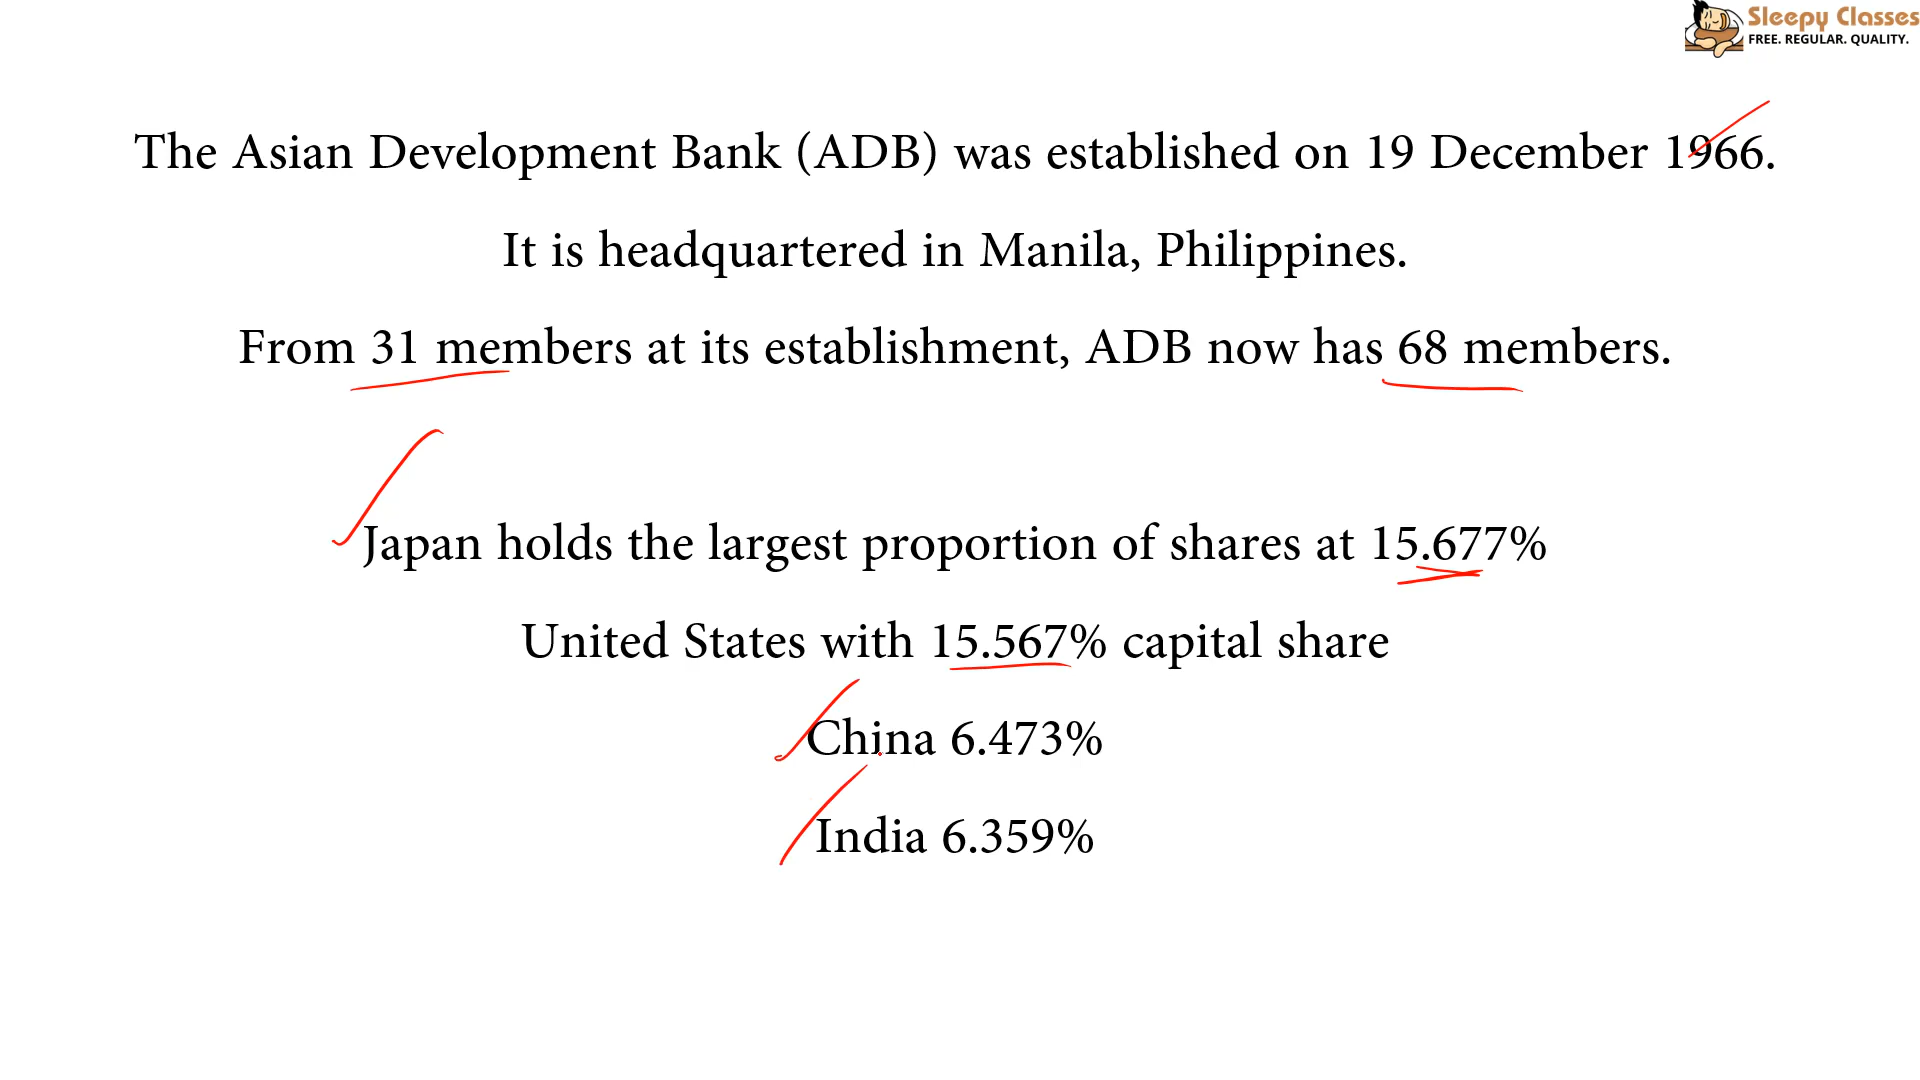 Sleepy Classes
FREE. REGULAR. QUALITY.
The Asian Development Bank (ADB) was established on 19 December 1966.
It is headquartered in Manila, Philippines.
From 31 members at its establishment, ADB now has 68 members.
Japan holds the largest proportion of shares at 15.677%
United States with 15.567% capital share
China 6.473%
India 6.359%